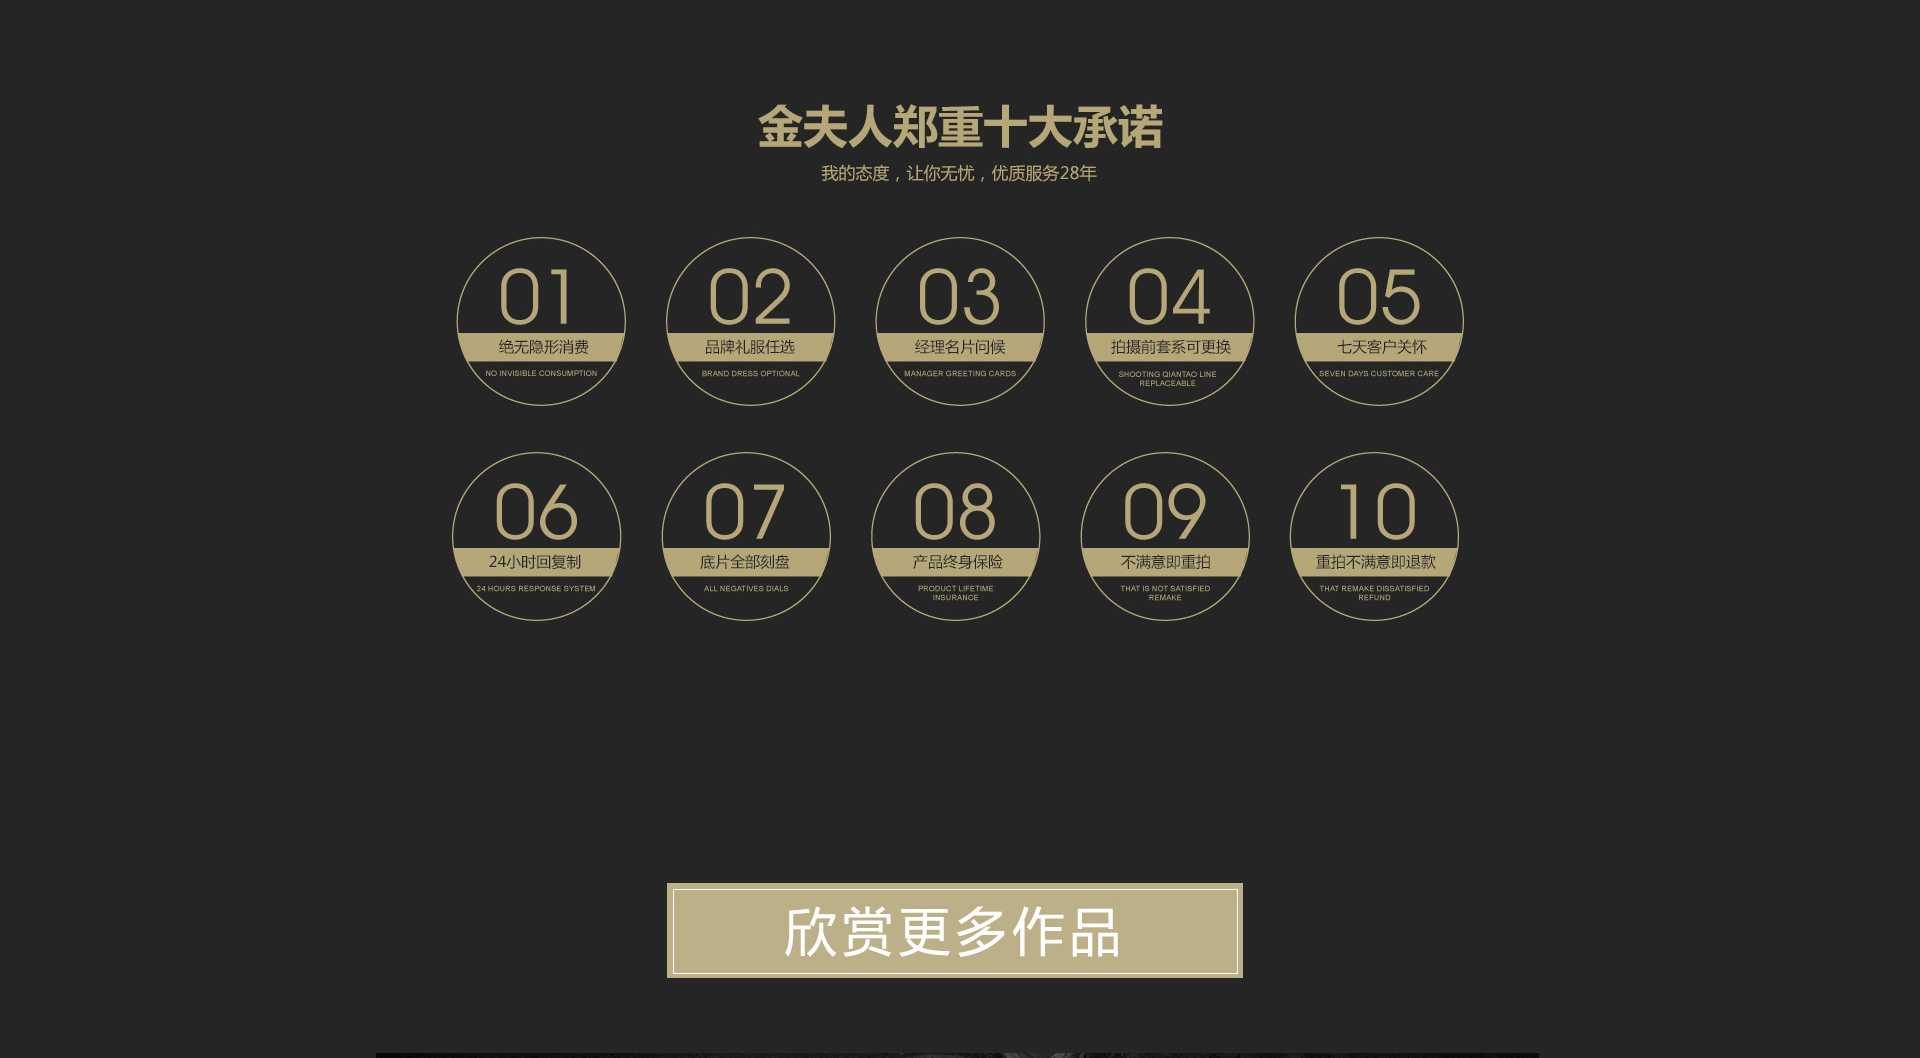 金夫人郑重十大承诺
我的态度，让你无忧，优质服务28年
01
绝无隐形消费
NO INVISIBLE CONSUMPTION
02
品牌礼服任选
BRAND DRESS OPTIONAL
03
经理名片问候
MANAGER GREETING CARDS
04
拍摄前套系可更换
SHOOTING QIANTAO LINE
REPLACEABLE
05
七天客户关怀
SEVEN DAYS CUSTOMER CARE
06
24小时回复制
24 HOURS RESPONSE SYSTEM
07
底片全部刻盘
ALL NEGATIVES DIALS
08
产品终身保险
PRODUCT LIFETIME
INSURANCE
09
不满意即重拍
THAT IS NOT SATISFIED
REMAKE
10
重拍不满意即退款
THAT REMAKE DISSATISFIED
REFUND
欣赏更多作品